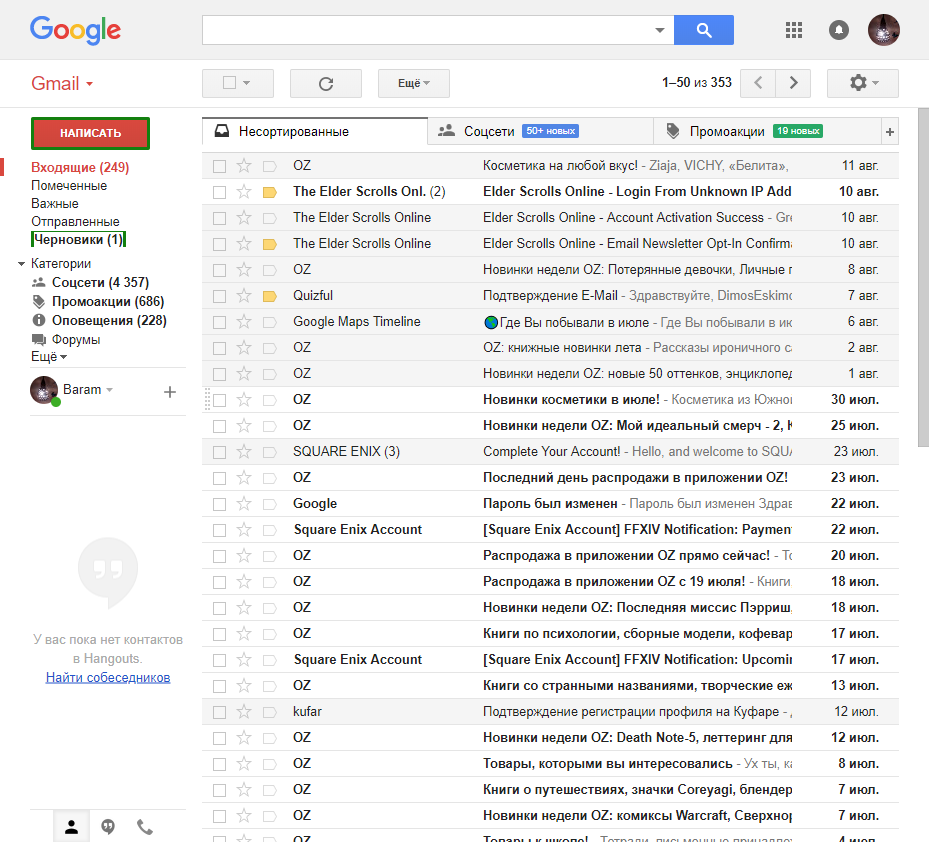 Google
Gmail
Ещё
1–50 из 353
НАПИСАТЬ
Входящие (249)
Помеченные
Важные
Отправленные
Черновики (1)
Категории
Соцсети (4 357)
Промоакции (686)
Оповещения (228)
Форумы
Ещё
Baram
У вас пока нет контактов
в Hangouts.
Найти собеседников
Несортированные Соцсети 50+ новых Промоакции 19 новых +
OZ Косметика на любой вкус! - Ziaja, VICHY, «Белита», 11 авг.
The Elder Scrolls Onl. (2) Elder Scrolls Online - Login From Unknown IP Add 10 авг.
The Elder Scrolls Online Elder Scrolls Online - Account Activation Success - Gre 10 авг.
The Elder Scrolls Online Elder Scrolls Online - Email Newsletter Opt-In Confirma 10 авг.
OZ Новинки недели OZ: Потерянные девочки, Личные г 8 авг.
Quizful Подтверждение E-Mail - Здравствуйте, DimosEskimo 7 авг.
Google Maps Timeline Где Вы побывали в июле - Где Вы побывали в ию 6 авг.
OZ OZ: книжные новинки лета - Рассказы ироничного са 2 авг.
OZ Новинки недели OZ: новые 50 оттенков, энциклопед 1 авг.
OZ Новинки косметики в июле! - Косметика из Южно 30 июл.
OZ Новинки недели OZ: Мой идеальный смерч - 2, К 25 июл.
SQUARE ENIX (3) Complete Your Account! - Hello, and welcome to SQUA 23 июл.
OZ Последний день распродажи в приложении OZ! 23 июл.
Google Пароль был изменен - Пароль был изменен Здрав 22 июл.
Square Enix Account [Square Enix Account] FFXIV Notification: Paymen 22 июл.
OZ Распродажа в приложении OZ прямо сейчас! - То 20 июл.
OZ Распродажа в приложении OZ с 19 июля! - Книги, 18 июл.
OZ Новинки недели OZ: Последняя миссис Пэрриш, 18 июл.
OZ Книги по психологии, сборные модели, кофевар 17 июл.
Square Enix Account [Square Enix Account] FFXIV Notification: Upcomin 17 июл.
OZ Книги со странными названиями, творческие еж 13 июл.
kufar Подтверждение регистрации профиля на Куфаре - 12 июл.
OZ Новинки недели OZ: Death Note-5, леттеринг для 12 июл.
OZ Товары, которыми вы интересовались - Ух ты, ка 8 июл.
OZ Книги о путешествиях, значки Coreyagi, блендер 7 июл.
OZ Новинки недели OZ: комиксы Warcraft, Сверхнор 7 июл.
OZ Товары к школе! - Тетради, письменные принадлеж 4 июл.